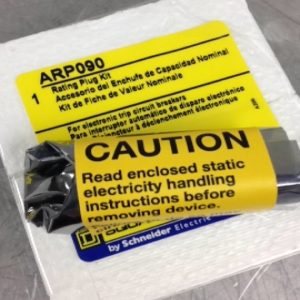 ARP090
1 Rating Plug Kit
Accesorio del Enchufe de Capacidad Nominal
Kit de Fiche de Valeur Nominale
For electronic trip circuit breakers
Para interruptor automático de disparo electrónico
déclenchement électronique
CAUTION
Read enclosed static
electricity handling
instructions before
removing device.
by Schneider Electric